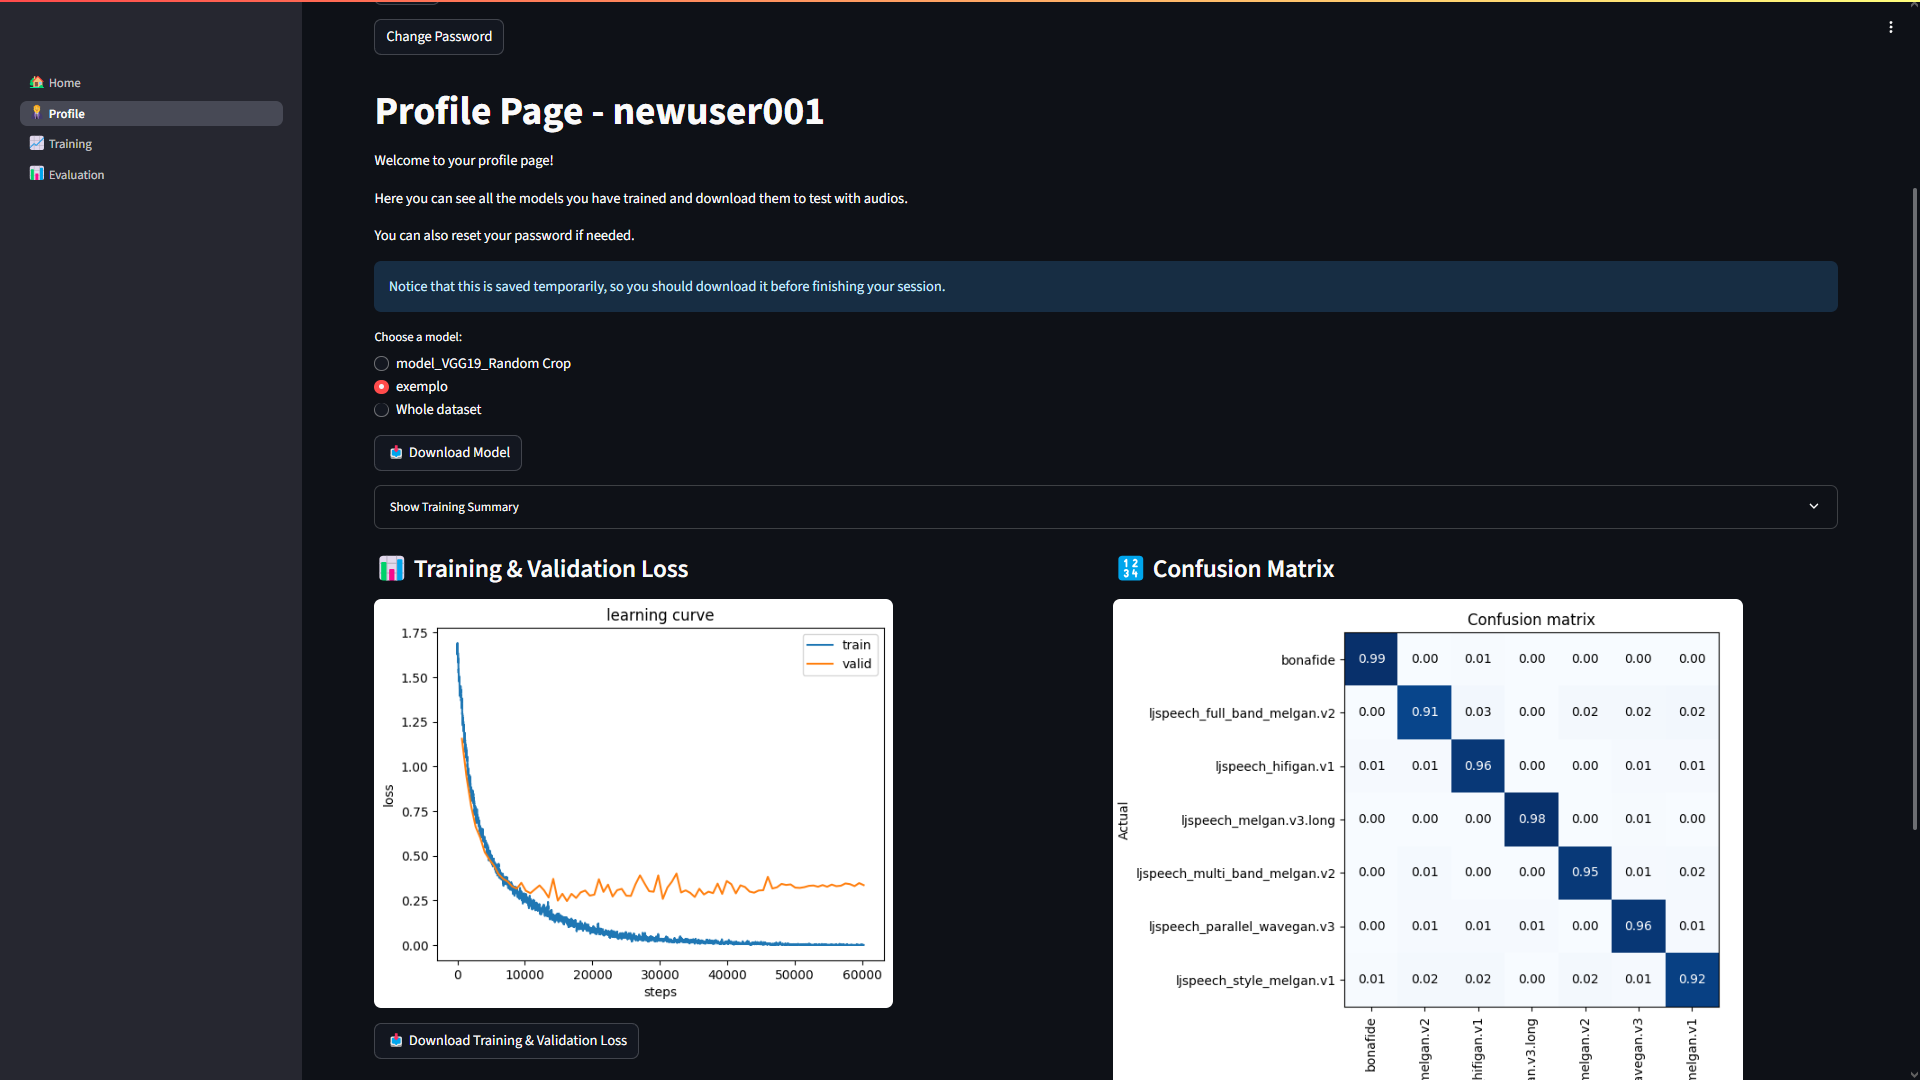 Change Password
Home
Profile
Training
Evaluation
Profile Page - newuser001
Welcome to your profile page!
Here you can see all the models you have trained and download them to test with audios.
You can also reset your password if needed.
Notice that this is saved temporarily, so you should download it before finishing your session.
Choose a model:
model_VGG19_Random Crop
exemplo
Whole dataset
Download Model
Show Training Summary
Training & Validation Loss
learning curve
train
valid
1.75
1.50
1.25
1.00
0.75
0.50
0.25
0.00
loss
0 10000 20000 30000 40000 50000 60000
steps
Download Training & Validation Loss
1 2 3 4
Confusion Matrix
Confusion matrix
Actual
bonafide 0.99 0.00 0.01 0.00 0.00 0.00 0.00
ljspeech_full_band_melgan.v2 0.00 0.91 0.03 0.00 0.02 0.02 0.02
ljspeech_hifigan.v1 0.01 0.01 0.96 0.00 0.00 0.01 0.01
ljspeech_melgan.v3.long 0.00 0.00 0.00 0.98 0.00 0.01 0.00
ljspeech_multi_band_melgan.v2 0.00 0.01 0.00 0.00 0.95 0.01 0.02
ljspeech_parallel_wavegan.v3 0.00 0.01 0.01 0.01 0.00 0.96 0.01
ljspeech_style_melgan.v1 0.01 0.02 0.02 0.00 0.02 0.01 0.92
bonafide
melgan.v2
hifigan.v1
an.v3.long
melgan.v2
avegan.v3
melgan.v1